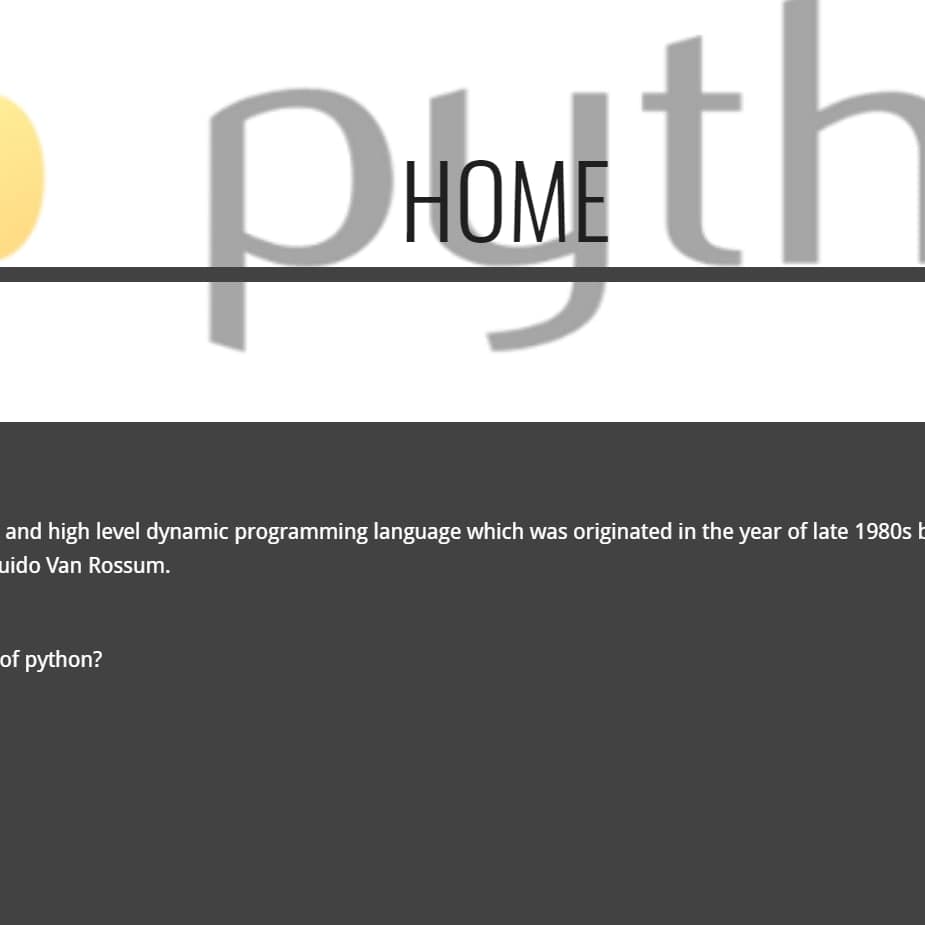 pyth
HOME
and high level dynamic programming language which was originated in the year of late 1980s
uido Van Rossum.
of python?